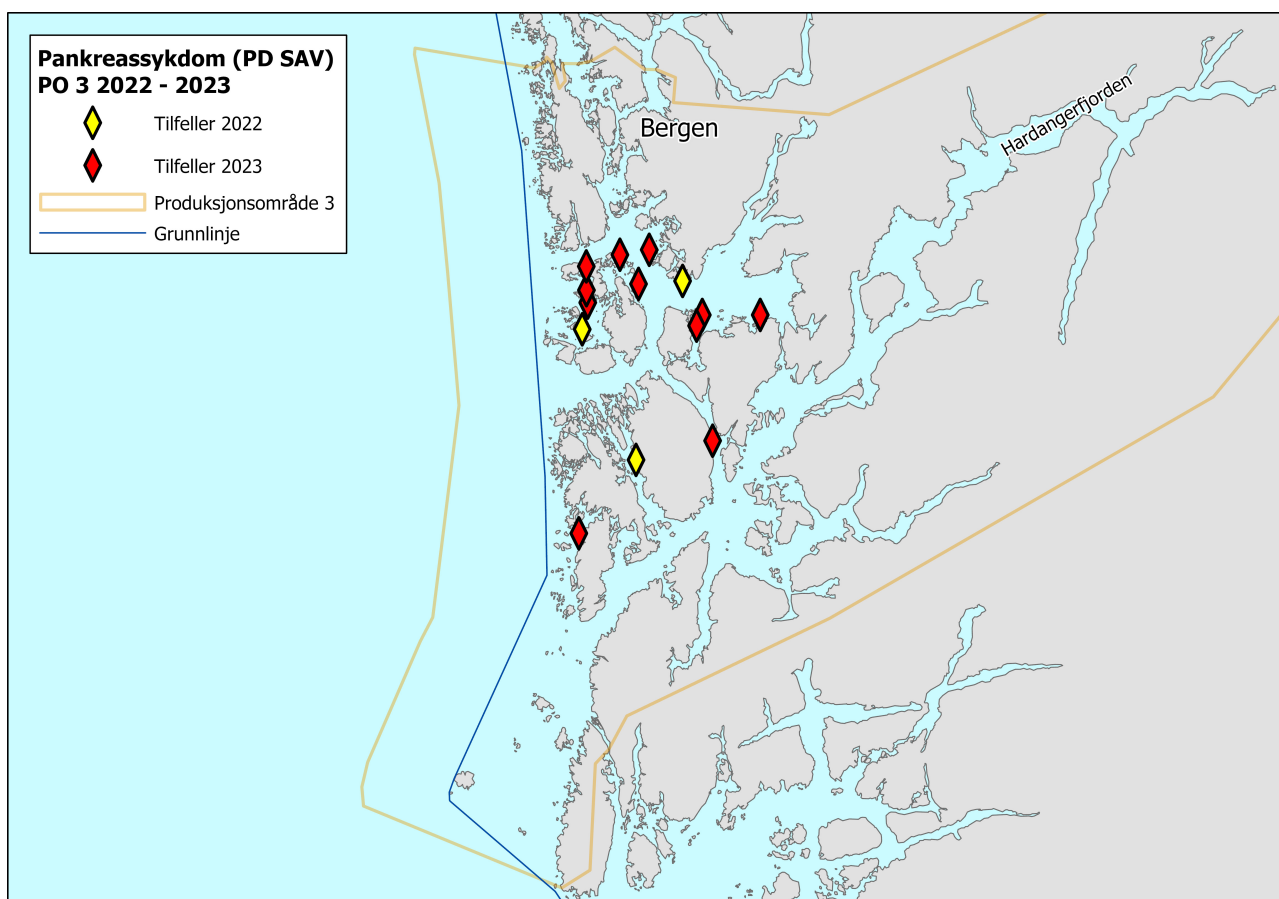 Pankreassykdom (PD SAV)
PO 3 2022 - 2023
Tilfeller 2022
Tilfeller 2023
Produksjonsområde 3
Grunnlinje
Bergen
Hardangerfjorden